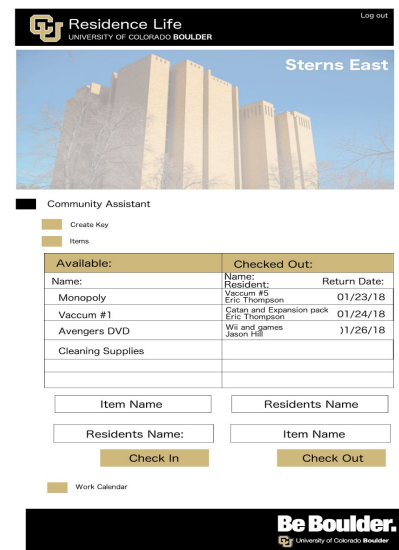 Log out
CU Residence Life
UNIVERSITY OF COLORADO BOULDER
Sterns East
Community Assistant
Create Key
Items
Available: Checked Out:
Name: Name:
Resident: Return Date:
Monopoly Vaccum #5
Eric Thompson 01/23/18
Vaccum #1 Catan and Expansion pack
Eric Thompson 01/24/18
Avengers DVD Wii and games
Jason Hill )1/26/18
Cleaning Supplies
Item Name Residents Name
Residents Name: Item Name
Check In Check Out
Work Calendar
Be Boulder.
CU University of Colorado Boulder